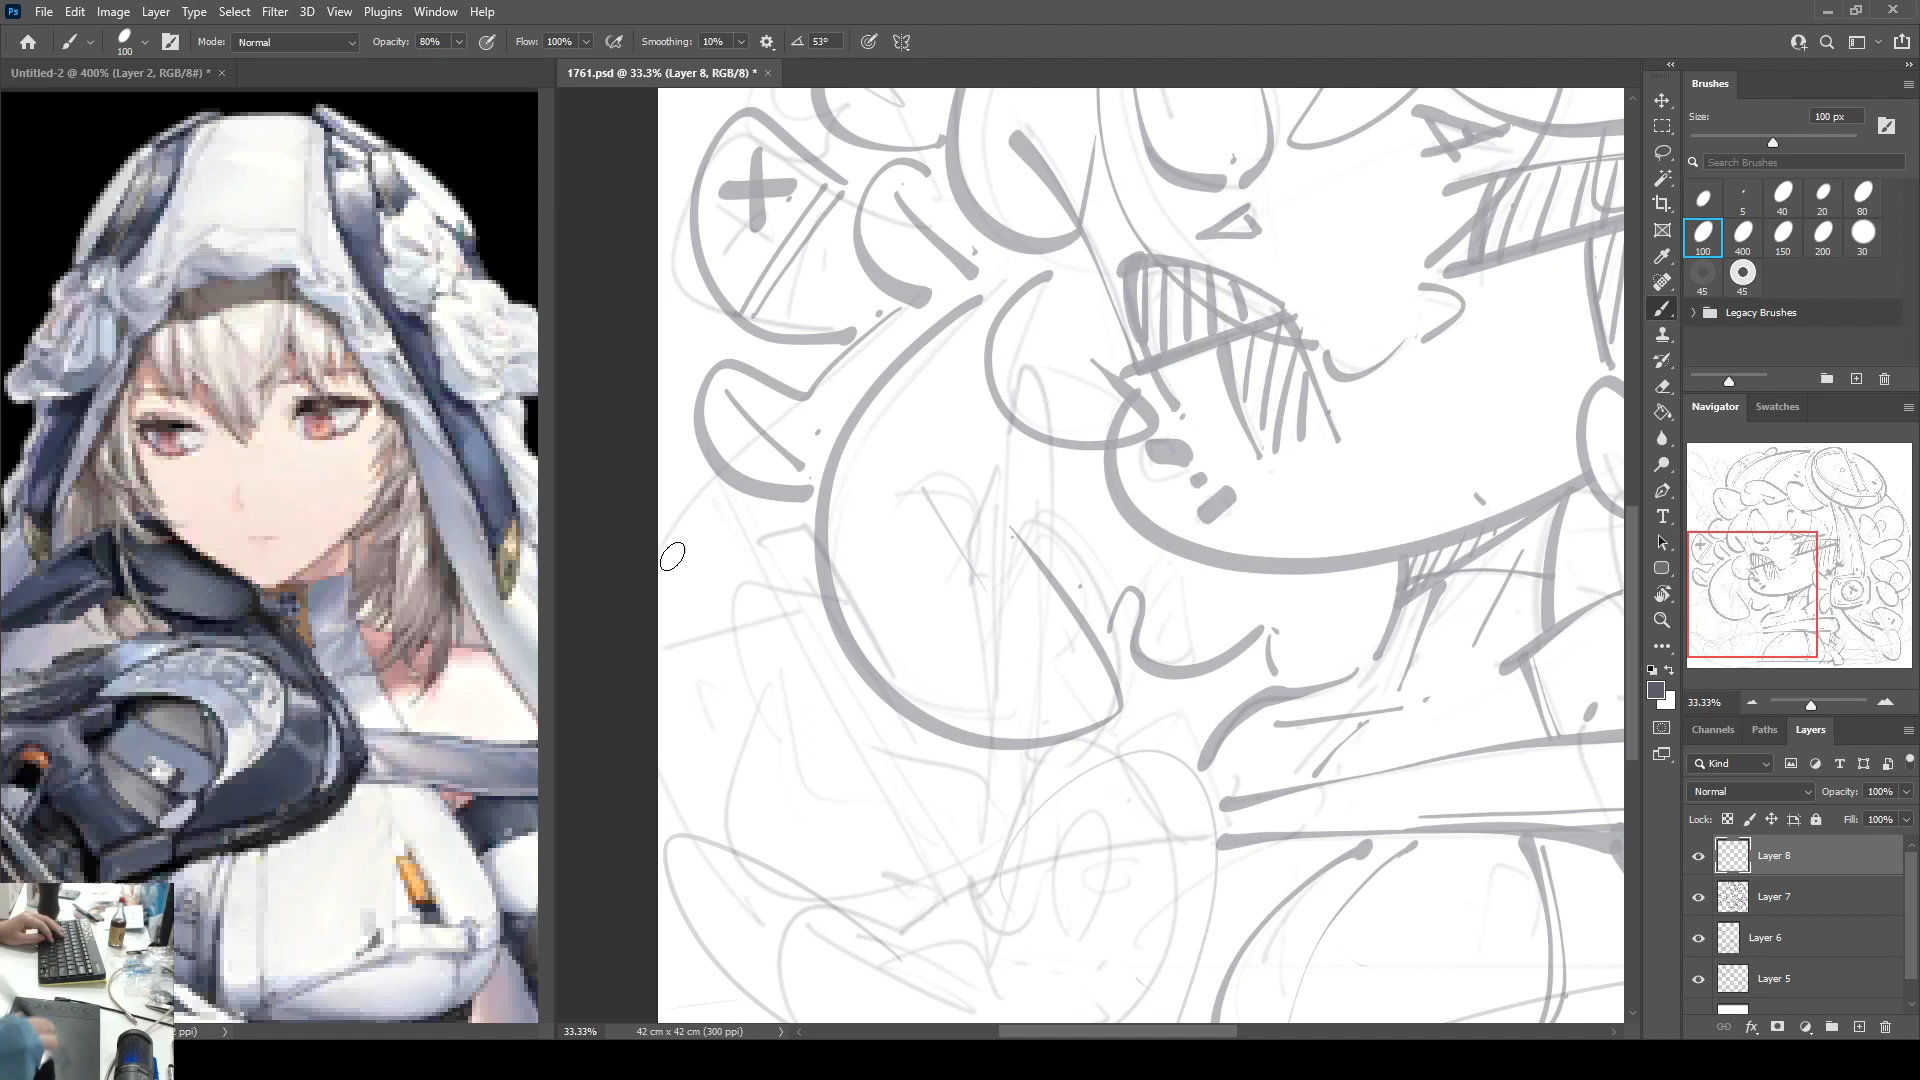 Ps File Edit Image Layer Type Select Filter 3D View Plugins Window Help
100 Mode: Normal Opacity: 80% Flow: 100% Smoothing: 10% 53°
Untitled-2 @ 400% (Layer 2, RGB/8#) * ×
1761.psd @ 33.3% (Layer 8, RGB/8) * ×
Brushes
Size: 100 px
Search Brushes
5 40 20 80
100 400 150 200 30
45 45
Legacy Brushes
Navigator Swatches
33.33%
Channels Paths Layers
Kind
Normal Opacity: 100%
Lock: Fill: 100%
Layer 8
Layer 7
Layer 6
Layer 5
fx
ppi)
33.33% 42 cm x 42 cm (300 ppi)